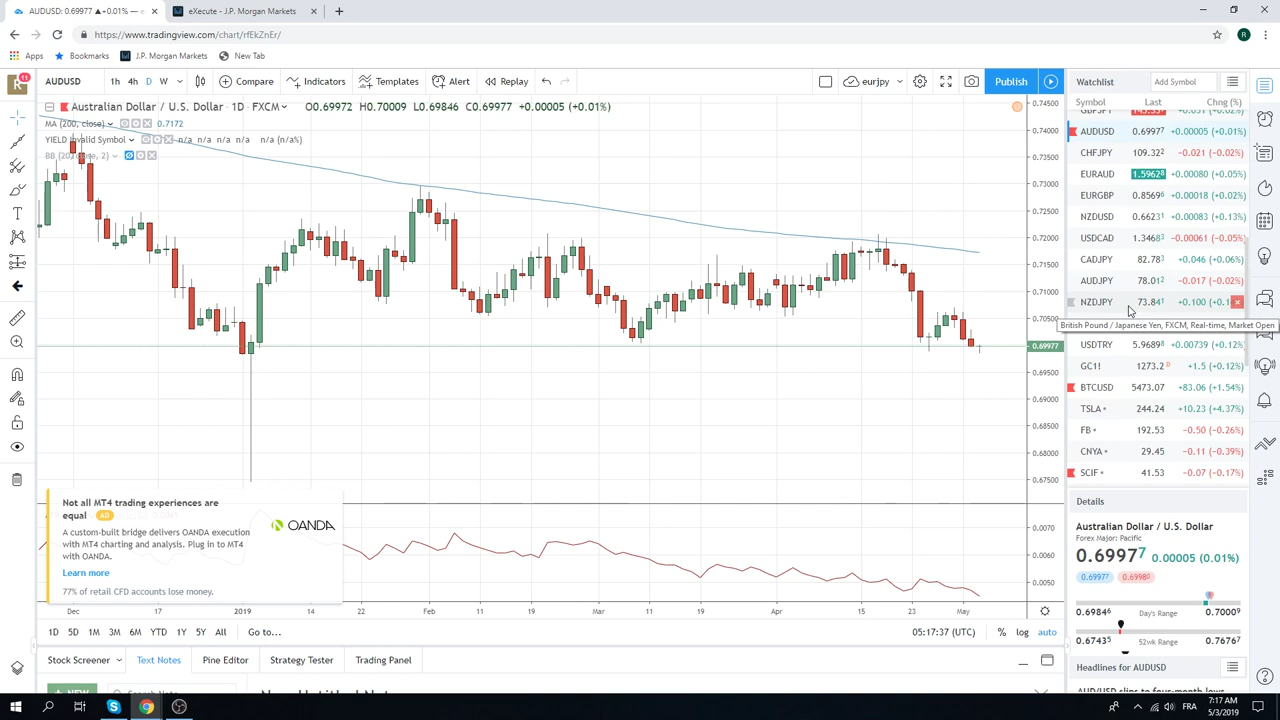 AUDUSD: 0.69977 ▲+0.01% — eu
eXecute - J.P. Morgan Markets
https://www.tradingview.com/chart/rfEkZnEr/
R
Apps
Bookmarks
J.P. Morgan Markets
New Tab
R
11
AUDUSD
1h
4h
D
W
Compare
Indicators
Templates
Alert
Replay
eurjpy
Publish
Australian Dollar / U.S. Dollar · 1D · FXCM
O0.69972 H0.70009 L0.69846 C0.69977 +0.00005 (+0.01%)
MA (200, close)
0.7172
YIELD Invalid Symbol
n/a n/a n/a n/a n/a (n/a%)
0.74500
0.74000
0.73500
0.73000
0.72500
0.72000
0.71500
0.71000
0.70500
0.69977
0.69500
0.69000
0.68500
0.68000
0.67500
0.0070
0.0060
0.0050
Not all MT4 trading experiences are
equal AD
A custom-built bridge delivers OANDA execution
with MT4 charting and analysis. Plug in to MT4
with OANDA.
Learn more
77% of retail CFD accounts lose money.
OANDA
Dec 17 2019 14 22 Feb 11 19 Mar 11 19 Apr 15 23 May
1D 5D 1M 3M 6M YTD 1Y 5Y All Go to...
05:17:37 (UTC) % log auto
Stock Screener
Text Notes
Pine Editor
Strategy Tester
Trading Panel
Watchlist
Add Symbol
Symbol Last Chng (%)
AUDUSD 0.69977 +0.00005 (+0.01%)
CHFJPY 109.322 −0.021 (−0.02%)
EURAUD 1.59628 +0.00080 (+0.05%)
EURGBP 0.85696 +0.00018 (+0.02%)
NZDUSD 0.66231 +0.00083 (+0.13%)
USDCAD 1.34683 −0.00061 (−0.05%)
CADJPY 82.783 +0.046 (+0.06%)
AUDJPY 78.012 −0.017 (−0.02%)
NZDJPY 73.841 +0.100 (+0.1
British Pound / Japanese Yen, FXCM, Real-time, Market Open
USDTRY 5.96898 +0.00739 (+0.12%)
GC1! 1273.2 D +1.5 (+0.12%)
BTCUSD 5473.07 +83.06 (+1.54%)
TSLA 244.24 +10.23 (+4.37%)
FB 192.53 −0.50 (−0.26%)
CNYA 29.45 −0.11 (−0.39%)
SCIF 41.53 −0.07 (−0.17%)
Details
Australian Dollar / U.S. Dollar
Forex Major: Pacific
0.69977 0.00005 (0.01%)
0.69977 0.69980
0.69846 Day's Range 0.70009
0.67435 52wk Range 0.76767
Headlines for AUDUSD
FRA
7:17 AM
5/3/2019